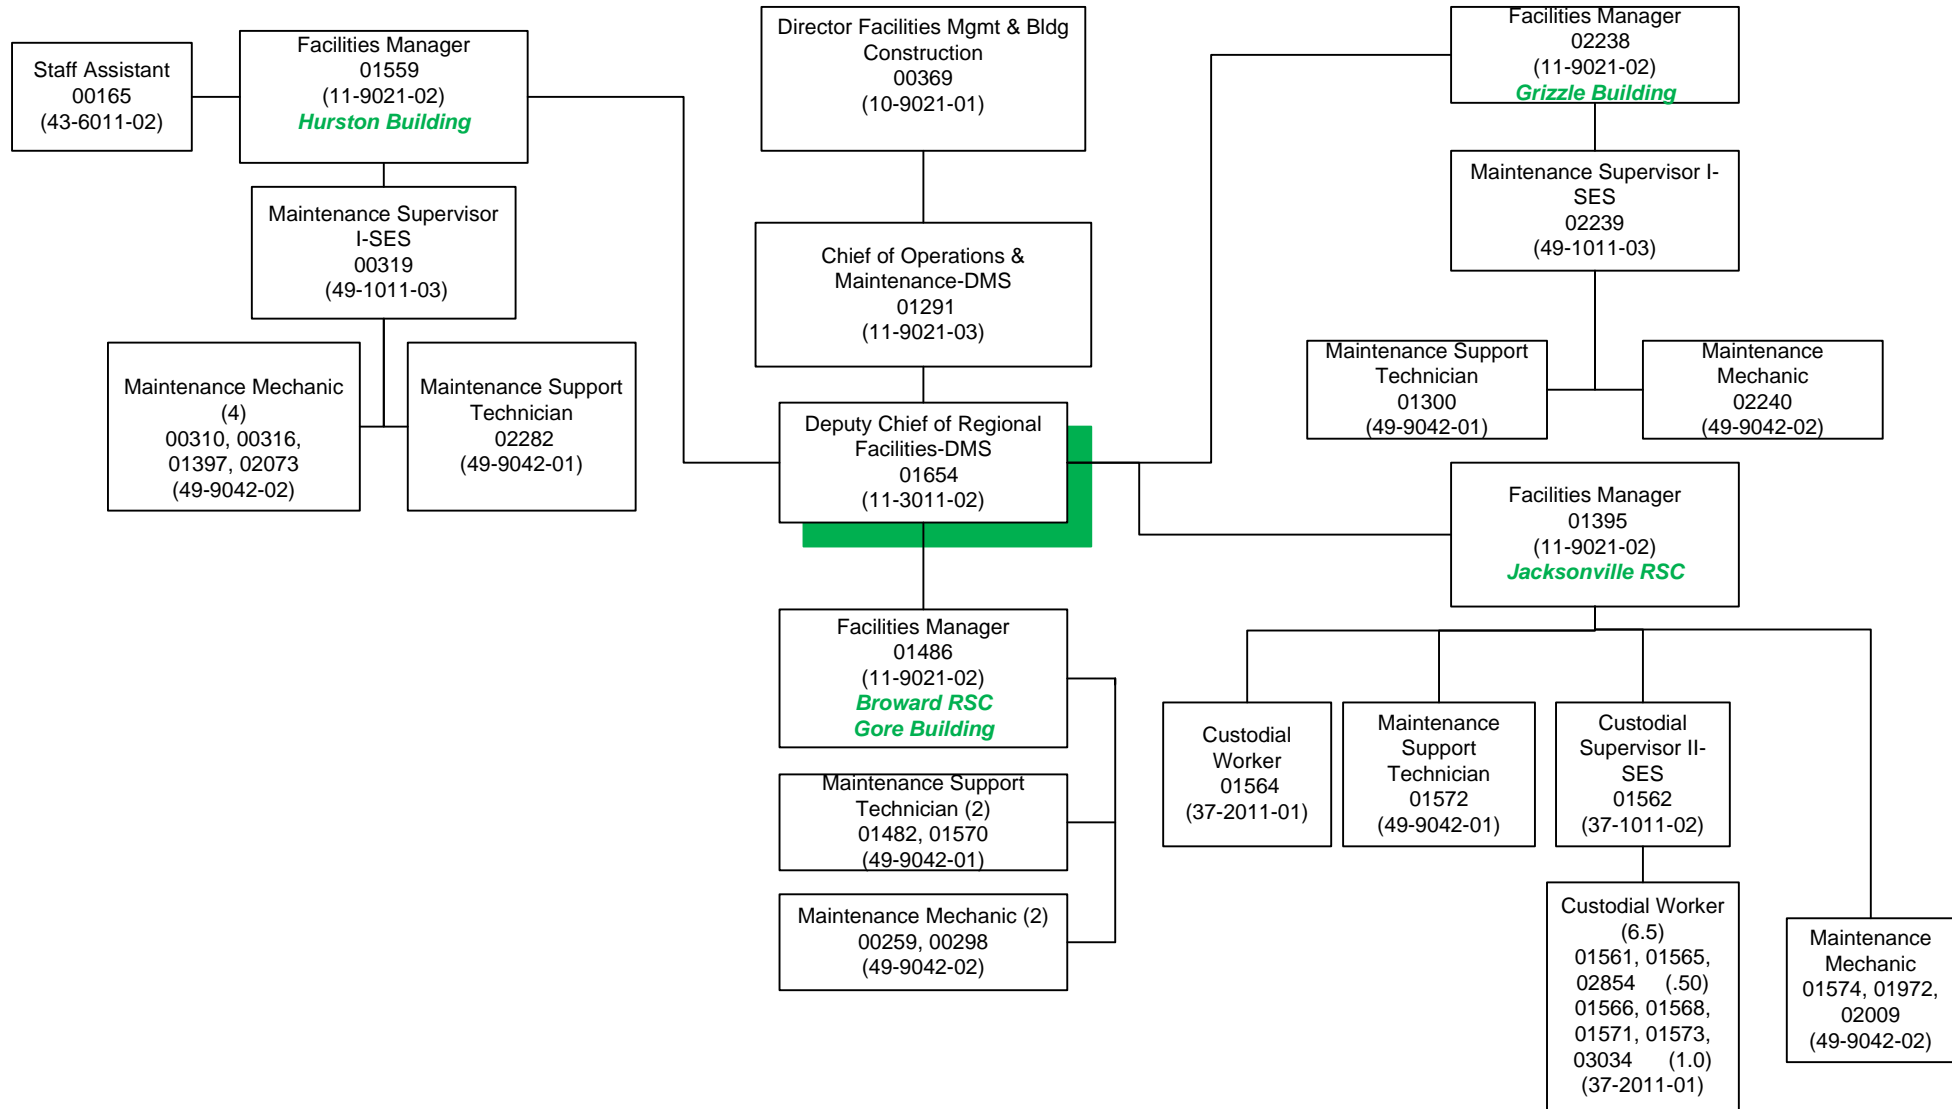 Staff Assistant
00165
(43-6011-02)
Facilities Manager
01559
(11-9021-02)
Hurston Building
Maintenance Supervisor
I-SES
00319
(49-1011-03)
Maintenance Mechanic
(4)
00310, 00316,
01397, 02073
(49-9042-02)
Maintenance Support
Technician
02282
(49-9042-01)
Director Facilities Mgmt & Bldg
Construction
00369
(10-9021-01)
Chief of Operations &
Maintenance-DMS
01291
(11-9021-03)
Deputy Chief of Regional
Facilities-DMS
01654
(11-3011-02)
Facilities Manager
01486
(11-9021-02)
Broward RSC
Gore Building
Maintenance Support
Technician (2)
01482, 01570
(49-9042-01)
Maintenance Mechanic (2)
00259, 00298
(49-9042-02)
Facilities Manager
02238
(11-9021-02)
Grizzle Building
Maintenance Supervisor I-
SES
02239
(49-1011-03)
Maintenance Support
Technician
01300
(49-9042-01)
Maintenance
Mechanic
02240
(49-9042-02)
Facilities Manager
01395
(11-9021-02)
Jacksonville RSC
Custodial
Worker
01564
(37-2011-01)
Maintenance
Support
Technician
01572
(49-9042-01)
Custodial
Supervisor II-
SES
01562
(37-1011-02)
Custodial Worker
(6.5)
01561, 01565,
02854 (.50)
01566, 01568,
01571, 01573,
03034 (1.0)
(37-2011-01)
Maintenance
Mechanic
01574, 01972,
02009
(49-9042-02)